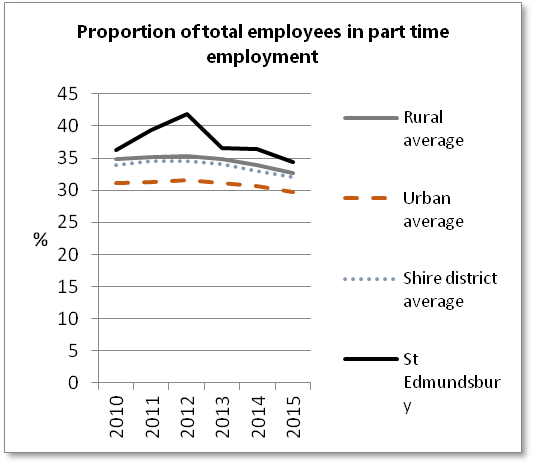 Proportion of total employees in part time
employment
45
40
35
30
25
20
15
10
5
0
%
2010
2011
2012
2013
2014
2015
Rural
average
Urban
average
Shire district
average
St
Edmundsbur
y